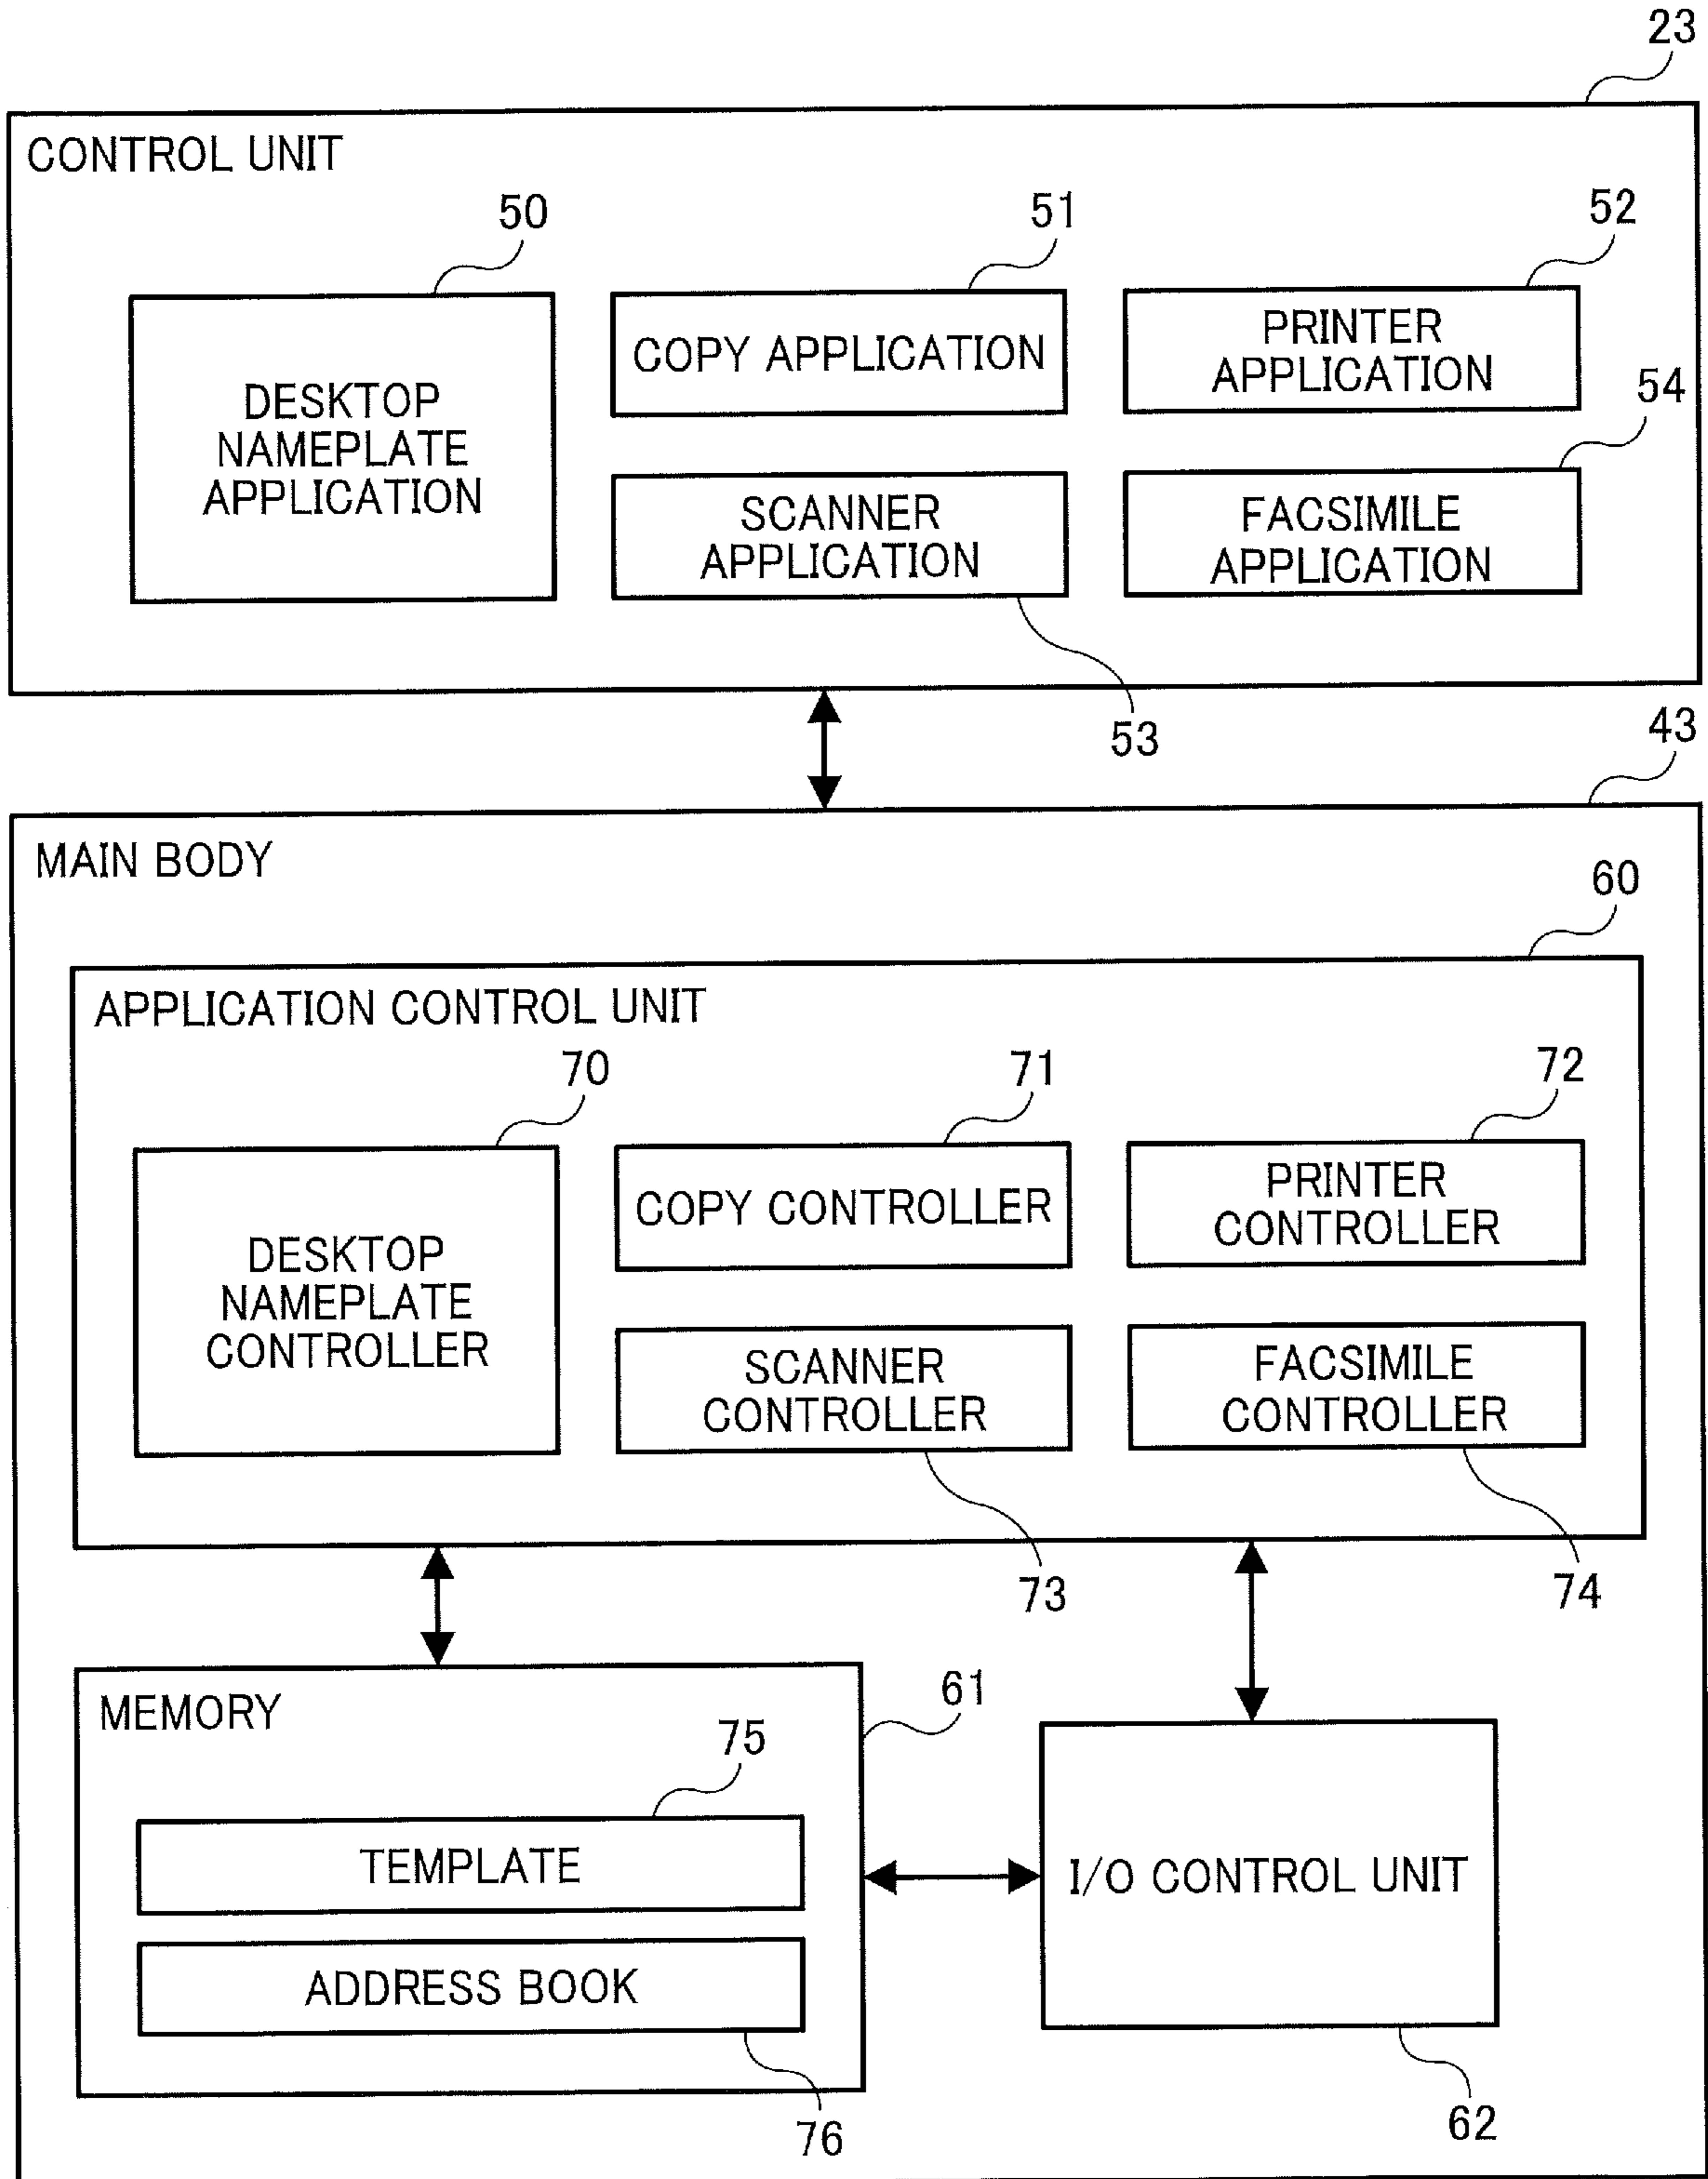 23
CONTROL UNIT
50
51
52
DESKTOP
NAMEPLATE
APPLICATION
COPY APPLICATION
PRINTER
APPLICATION
54
SCANNER
APPLICATION
FACSIMILE
APPLICATION
53
43
MAIN BODY
60
APPLICATION CONTROL UNIT
70
71
72
DESKTOP
NAMEPLATE
CONTROLLER
COPY CONTROLLER
PRINTER
CONTROLLER
SCANNER
CONTROLLER
FACSIMILE
CONTROLLER
73
74
MEMORY
61
75
TEMPLATE
I/O CONTROL UNIT
ADDRESS BOOK
76
62